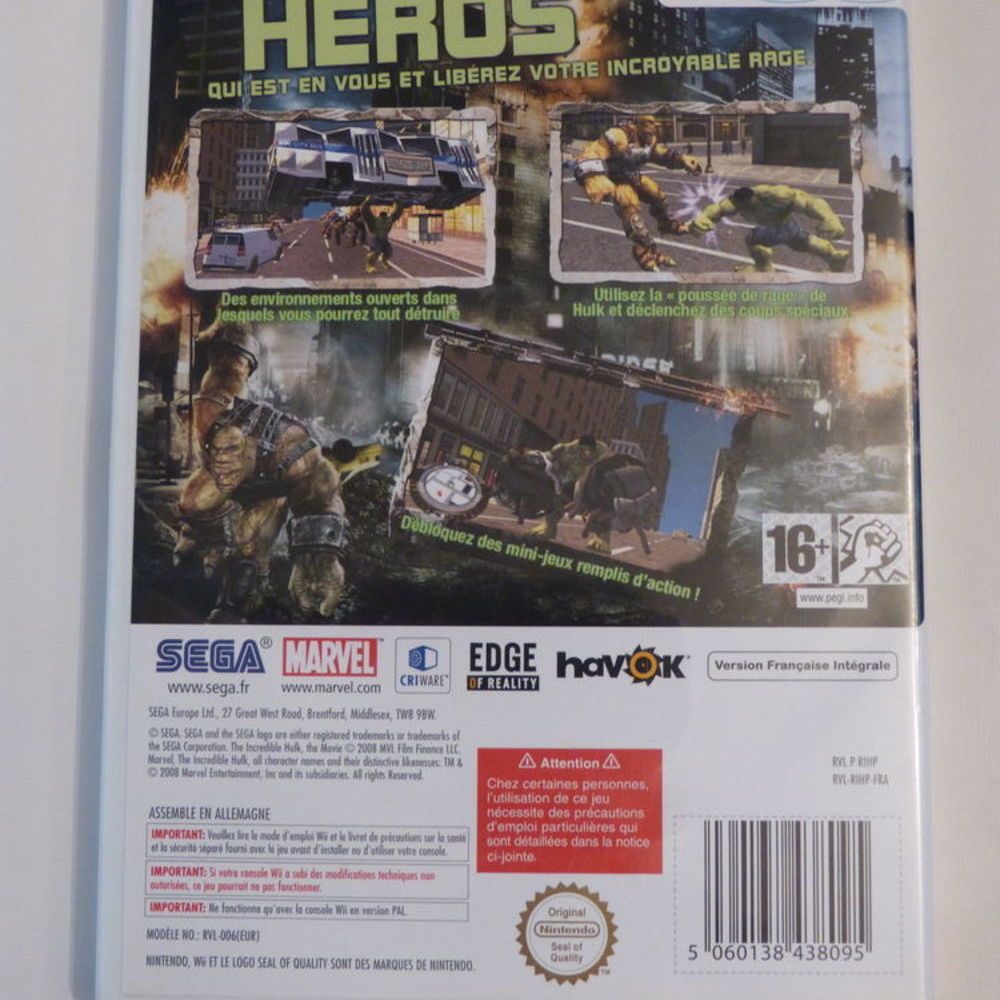 HÉROS
QUI EST EN VOUS ET LIBÉREZ VOTRE INCROYABLE RAGE.
Des environnements ouverts dans
lesquels vous pourrez tout détruire
Utilisez la « poussée de rage » de
Hulk et déclenchez des coups spéciaux
Débloquez des mini-jeux remplis d'action !
16+
™
www.pegi.info
SEGA®
www.sega.fr
MARVEL
www.marvel.com
CRIWARE™
EDGE
OF REALITY
havok™
Version Française Intégrale
SEGA Europe Ltd., 27 Great West Road, Brentford, Middlesex, TW8 9BW.
© SEGA. SEGA and the SEGA logo are either registered trademarks or trademarks of
the SEGA Corporation. The Incredible Hulk, the Movie © 2008 MVL Film Finance LLC.
Marvel, The Incredible Hulk, all character names and their distinctive likenesses: TM &
© 2008 Marvel Entertainment, Inc and its subsidiaries. All rights Reserved.
ASSEMBLE EN ALLEMAGNE
IMPORTANT: Veuillez lire le mode d'emploi Wii et le livret de précautions sur la santé
et la sécurité séparé fourni avec le jeu avant d'installer ou d'utiliser votre console.
IMPORTANT: Si votre console Wii a subi des modifications techniques non
autorisées, ce jeu pourrait ne pas fonctionner.
IMPORTANT: Ne fonctionne qu'avec la console Wii en version PAL.
MODÈLE NO.: RVL-006(EUR)
NINTENDO, Wii ET LE LOGO SEAL OF QUALITY SONT DES MARQUES DE NINTENDO.
Attention
Chez certaines personnes,
l'utilisation de ce jeu
nécessite des précautions
d'emploi particulières qui
sont détaillées dans la notice
ci-jointe.
Original
Nintendo
Seal of
Quality
TM
RVL P RIHP
RVL-RIHP-FRA
5 060138 438095